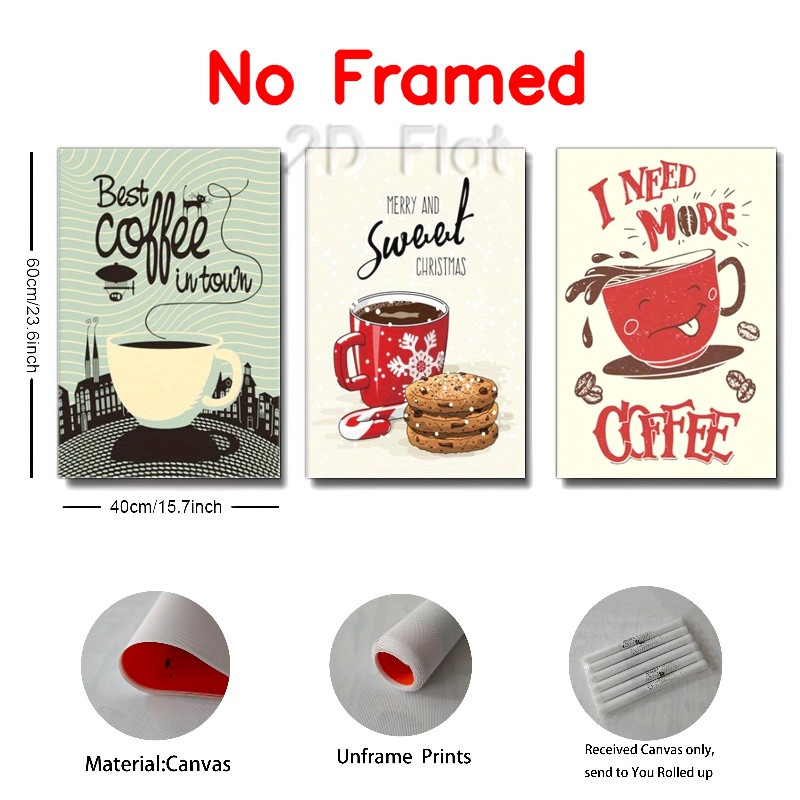 No Framed
2D Flat
60cm/23.6inch
Best
coffee
in town
MERRY AND
Sweet
CHRISTMAS
I NEED
MORE
COFFEE
40cm/15.7inch
Material:Canvas
Unframe Prints
Received Canvas only,
send to You Rolled up